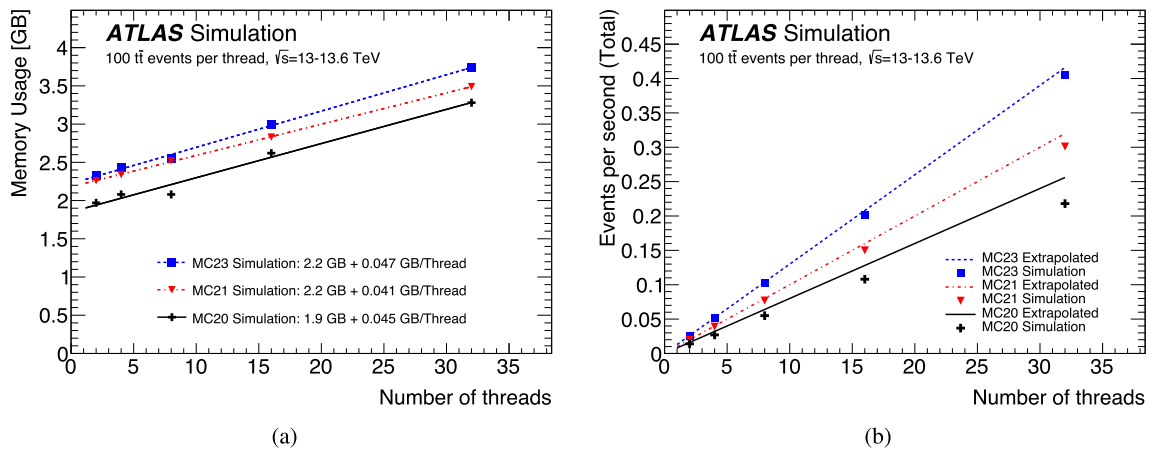 ATLAS Simulation
100 tt̄ events per thread, √s=13-13.6 TeV
Memory Usage [GB]
4
3.5
3
2.5
2
1.5
1
0.5
0
MC23 Simulation: 2.2 GB + 0.047 GB/Thread
MC21 Simulation: 2.2 GB + 0.041 GB/Thread
MC20 Simulation: 1.9 GB + 0.045 GB/Thread
0 5 10 15 20 25 30 35
Number of threads
(a)
ATLAS Simulation
100 tt̄ events per thread, √s=13-13.6 TeV
Events per second (Total)
0.45
0.4
0.35
0.3
0.25
0.2
0.15
0.1
0.05
0
MC23 Extrapolated
MC23 Simulation
MC21 Extrapolated
MC21 Simulation
MC20 Extrapolated
MC20 Simulation
0 5 10 15 20 25 30 35
Number of threads
(b)